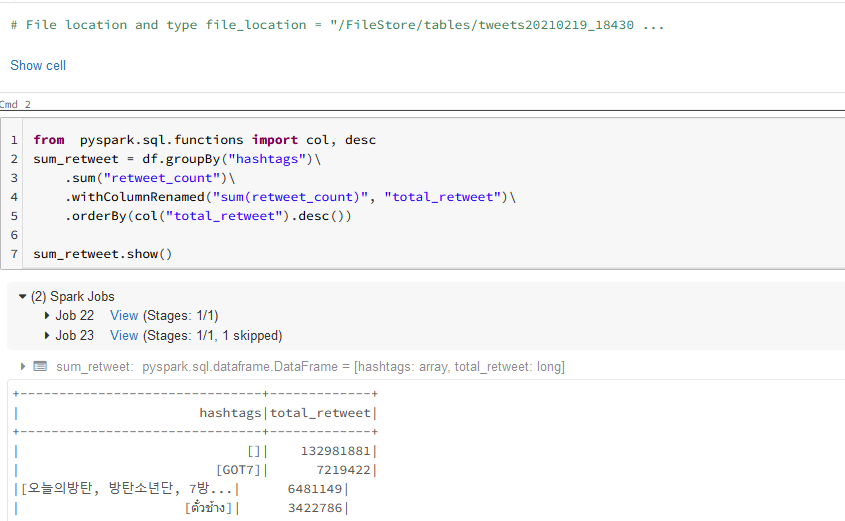 # File location and type file_location = "/FileStore/tables/tweets20210219_18430 ...
Show cell
Cmd 2
1 from pyspark.sql.functions import col, desc
2 sum_retweet = df.groupBy("hashtags")\
3 .sum("retweet_count")\
4 .withColumnRenamed("sum(retweet_count)", "total_retweet")\
5 .orderBy(col("total_retweet").desc())
6
7 sum_retweet.show()
(2) Spark Jobs
Job 22 View (Stages: 1/1)
Job 23 View (Stages: 1/1, 1 skipped)
sum_retweet: pyspark.sql.dataframe.DataFrame = [hashtags: array, total_retweet: long]
+-------------------------------+-------------+
| hashtags|total_retweet|
+-------------------------------+-------------+
| []| 132981881|
| [GOT7]| 7219422|
|[오늘의방탄, 방탄소년단, 7방...| 6481149|
| [ตั๋วช้าง]| 3422786|